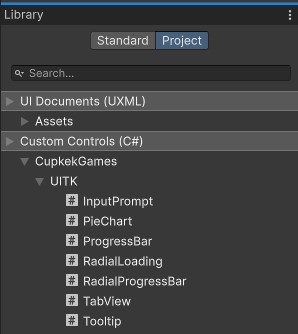 Library
Standard Project
Search...
UI Documents (UXML)
Assets
Custom Controls (C#)
CupkekGames
UITK
# InputPrompt
# PieChart
# ProgressBar
# RadialLoading
# RadialProgressBar
# TabView
# Tooltip